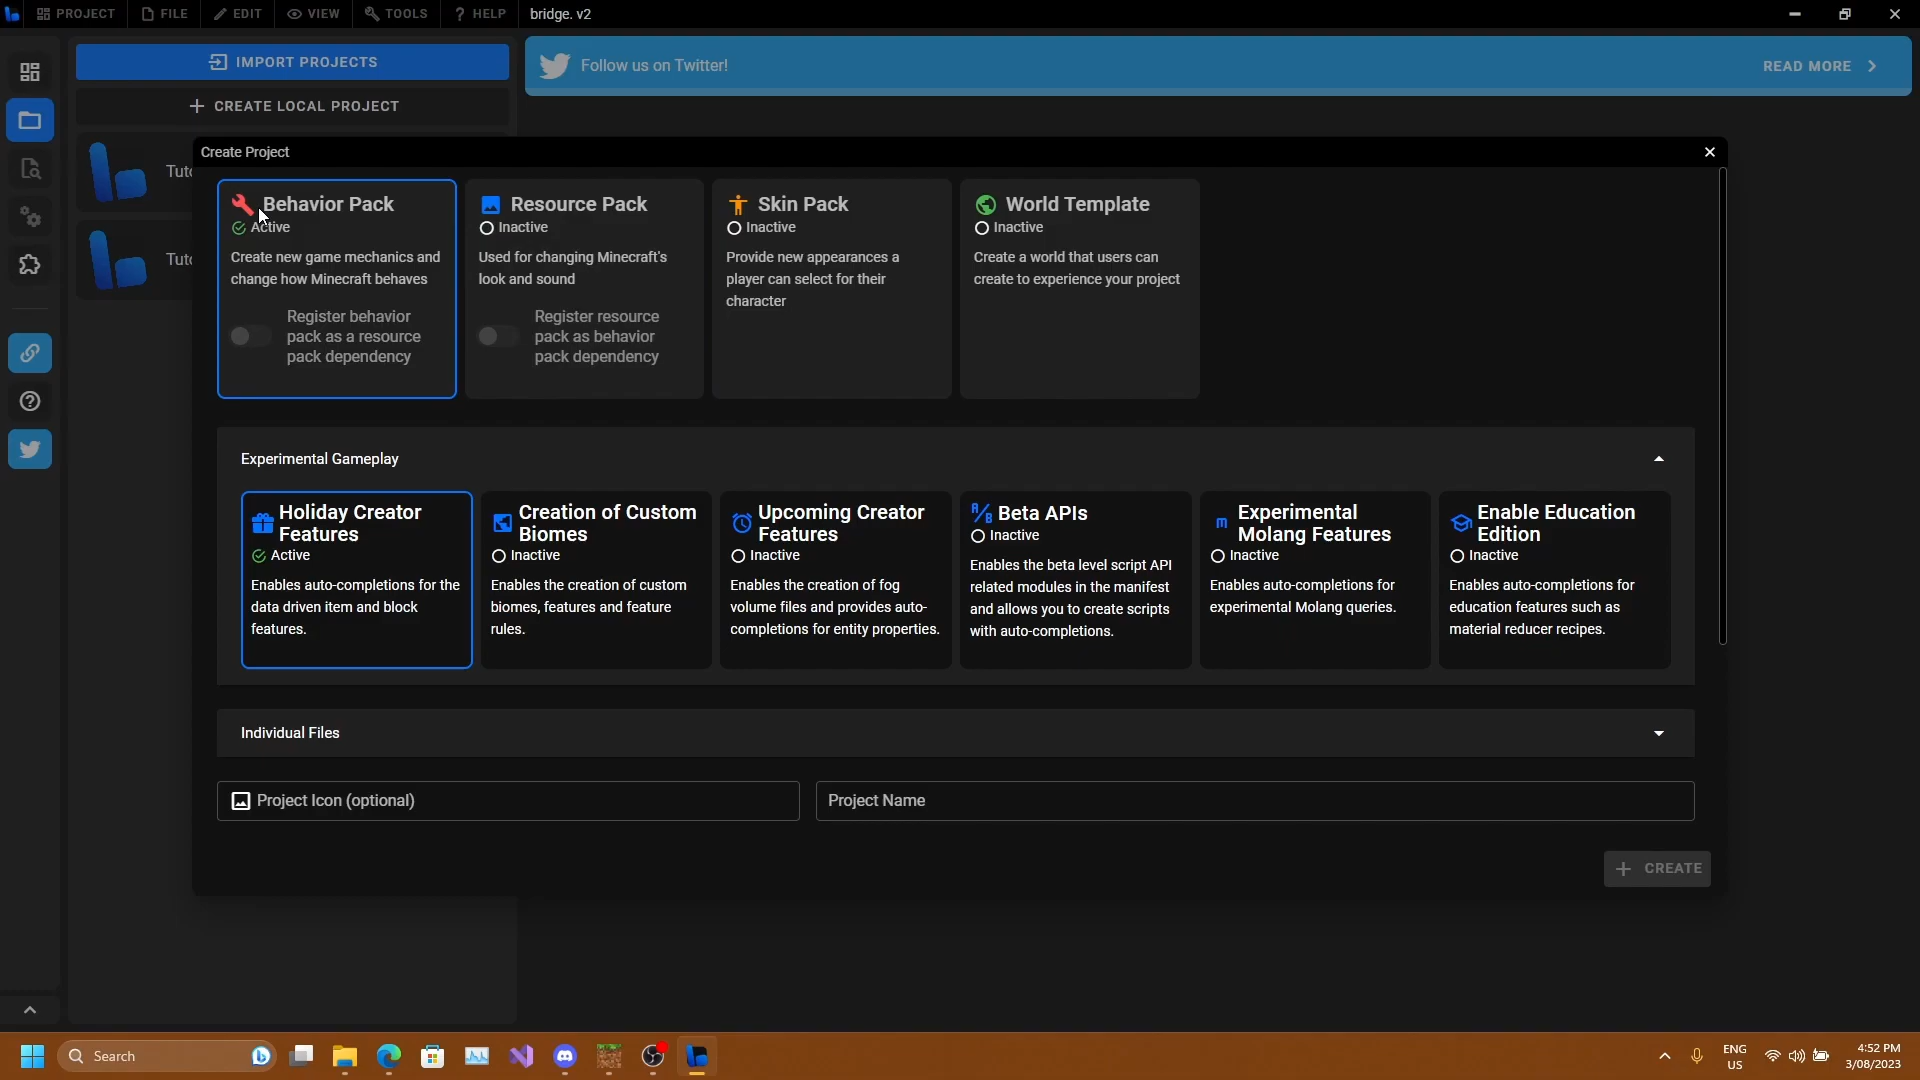 PROJECT
FILE
EDIT
VIEW
TOOLS
HELP
bridge. v2
IMPORT PROJECTS
CREATE LOCAL PROJECT
Follow us on Twitter!
READ MORE
Tuto
Tuto
Create Project
Behavior Pack
Active
Create new game mechanics and
change how Minecraft behaves
Register behavior
pack as a resource
pack dependency
Resource Pack
Inactive
Used for changing Minecraft's
look and sound
Register resource
pack as behavior
pack dependency
Skin Pack
Inactive
Provide new appearances a
player can select for their
character
World Template
Inactive
Create a world that users can
create to experience your project
Experimental Gameplay
Holiday Creator
Features
Active
Enables auto-completions for the
data driven item and block
features.
Creation of Custom
Biomes
Inactive
Enables the creation of custom
biomes, features and feature
rules.
Upcoming Creator
Features
Inactive
Enables the creation of fog
volume files and provides auto-
completions for entity properties.
A/B
Beta APIs
Inactive
Enables the beta level script API
related modules in the manifest
and allows you to create scripts
with auto-completions.
m
Experimental
Molang Features
Inactive
Enables auto-completions for
experimental Molang queries.
Enable Education
Edition
Inactive
Enables auto-completions for
education features such as
material reducer recipes.
Individual Files
Project Icon (optional)
Project Name
CREATE
Search
ENG
US
4:52 PM
3/08/2023